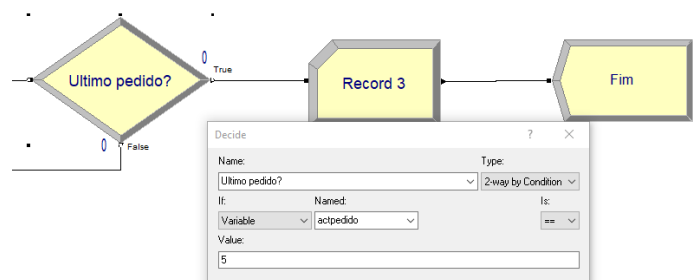 0
True
Ultimo pedido?
Record 3
Fim
0
False
Decide ? ×
Name: Type:
Ultimo pedido? 2-way by Condition
If: Named: Is:
Variable actpedido ==
Value:
5